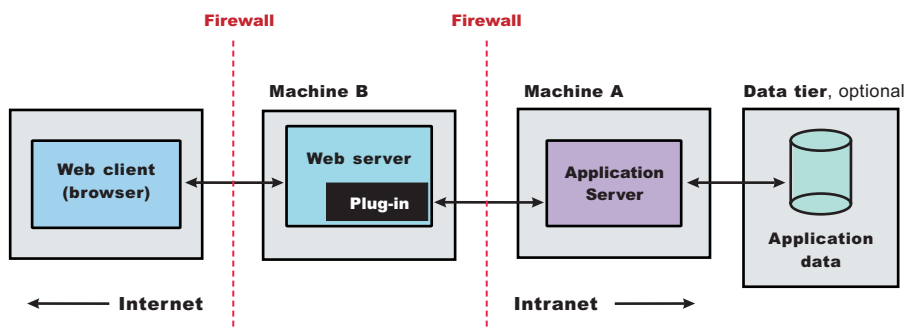 Firewall
Firewall
Machine B
Machine A
Data tier, optional
Web client
(browser)
Web server
Plug-in
Application
Server
Application
data
Internet
Intranet